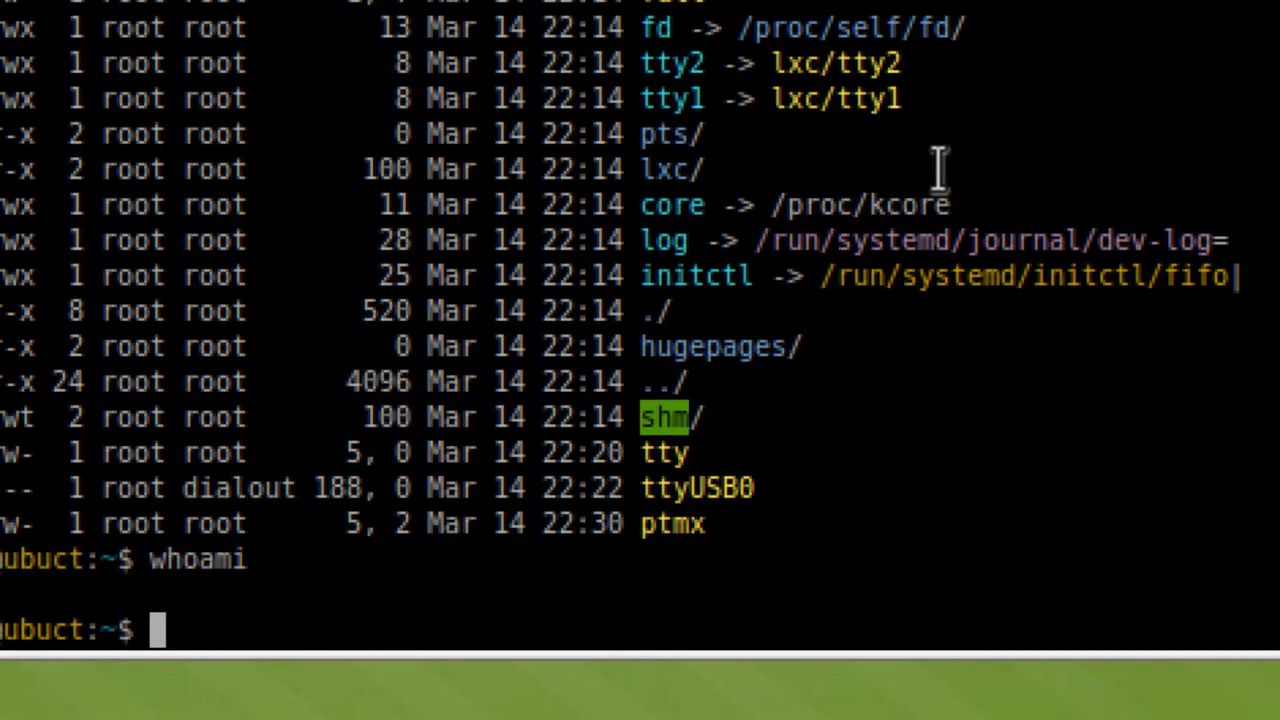 wx 1 root root 13 Mar 14 22:14 fd -> /proc/self/fd/
wx 1 root root 8 Mar 14 22:14 tty2 -> lxc/tty2
wx 1 root root 8 Mar 14 22:14 tty1 -> lxc/tty1
r-x 2 root root 0 Mar 14 22:14 pts/
r-x 2 root root 100 Mar 14 22:14 lxc/
wx 1 root root 11 Mar 14 22:14 core -> /proc/kcore
wx 1 root root 28 Mar 14 22:14 log -> /run/systemd/journal/dev-log=
wx 1 root root 25 Mar 14 22:14 initctl -> /run/systemd/initctl/fifo|
r-x 8 root root 520 Mar 14 22:14 ./
r-x 2 root root 0 Mar 14 22:14 hugepages/
r-x 24 root root 4096 Mar 14 22:14 ../
wt 2 root root 100 Mar 14 22:14 shm/
w- 1 root root 5, 0 Mar 14 22:20 tty
-- 1 root dialout 188, 0 Mar 14 22:22 ttyUSB0
w- 1 root root 5, 2 Mar 14 22:30 ptmx
ubuct:~$ whoami
ubuct:~$